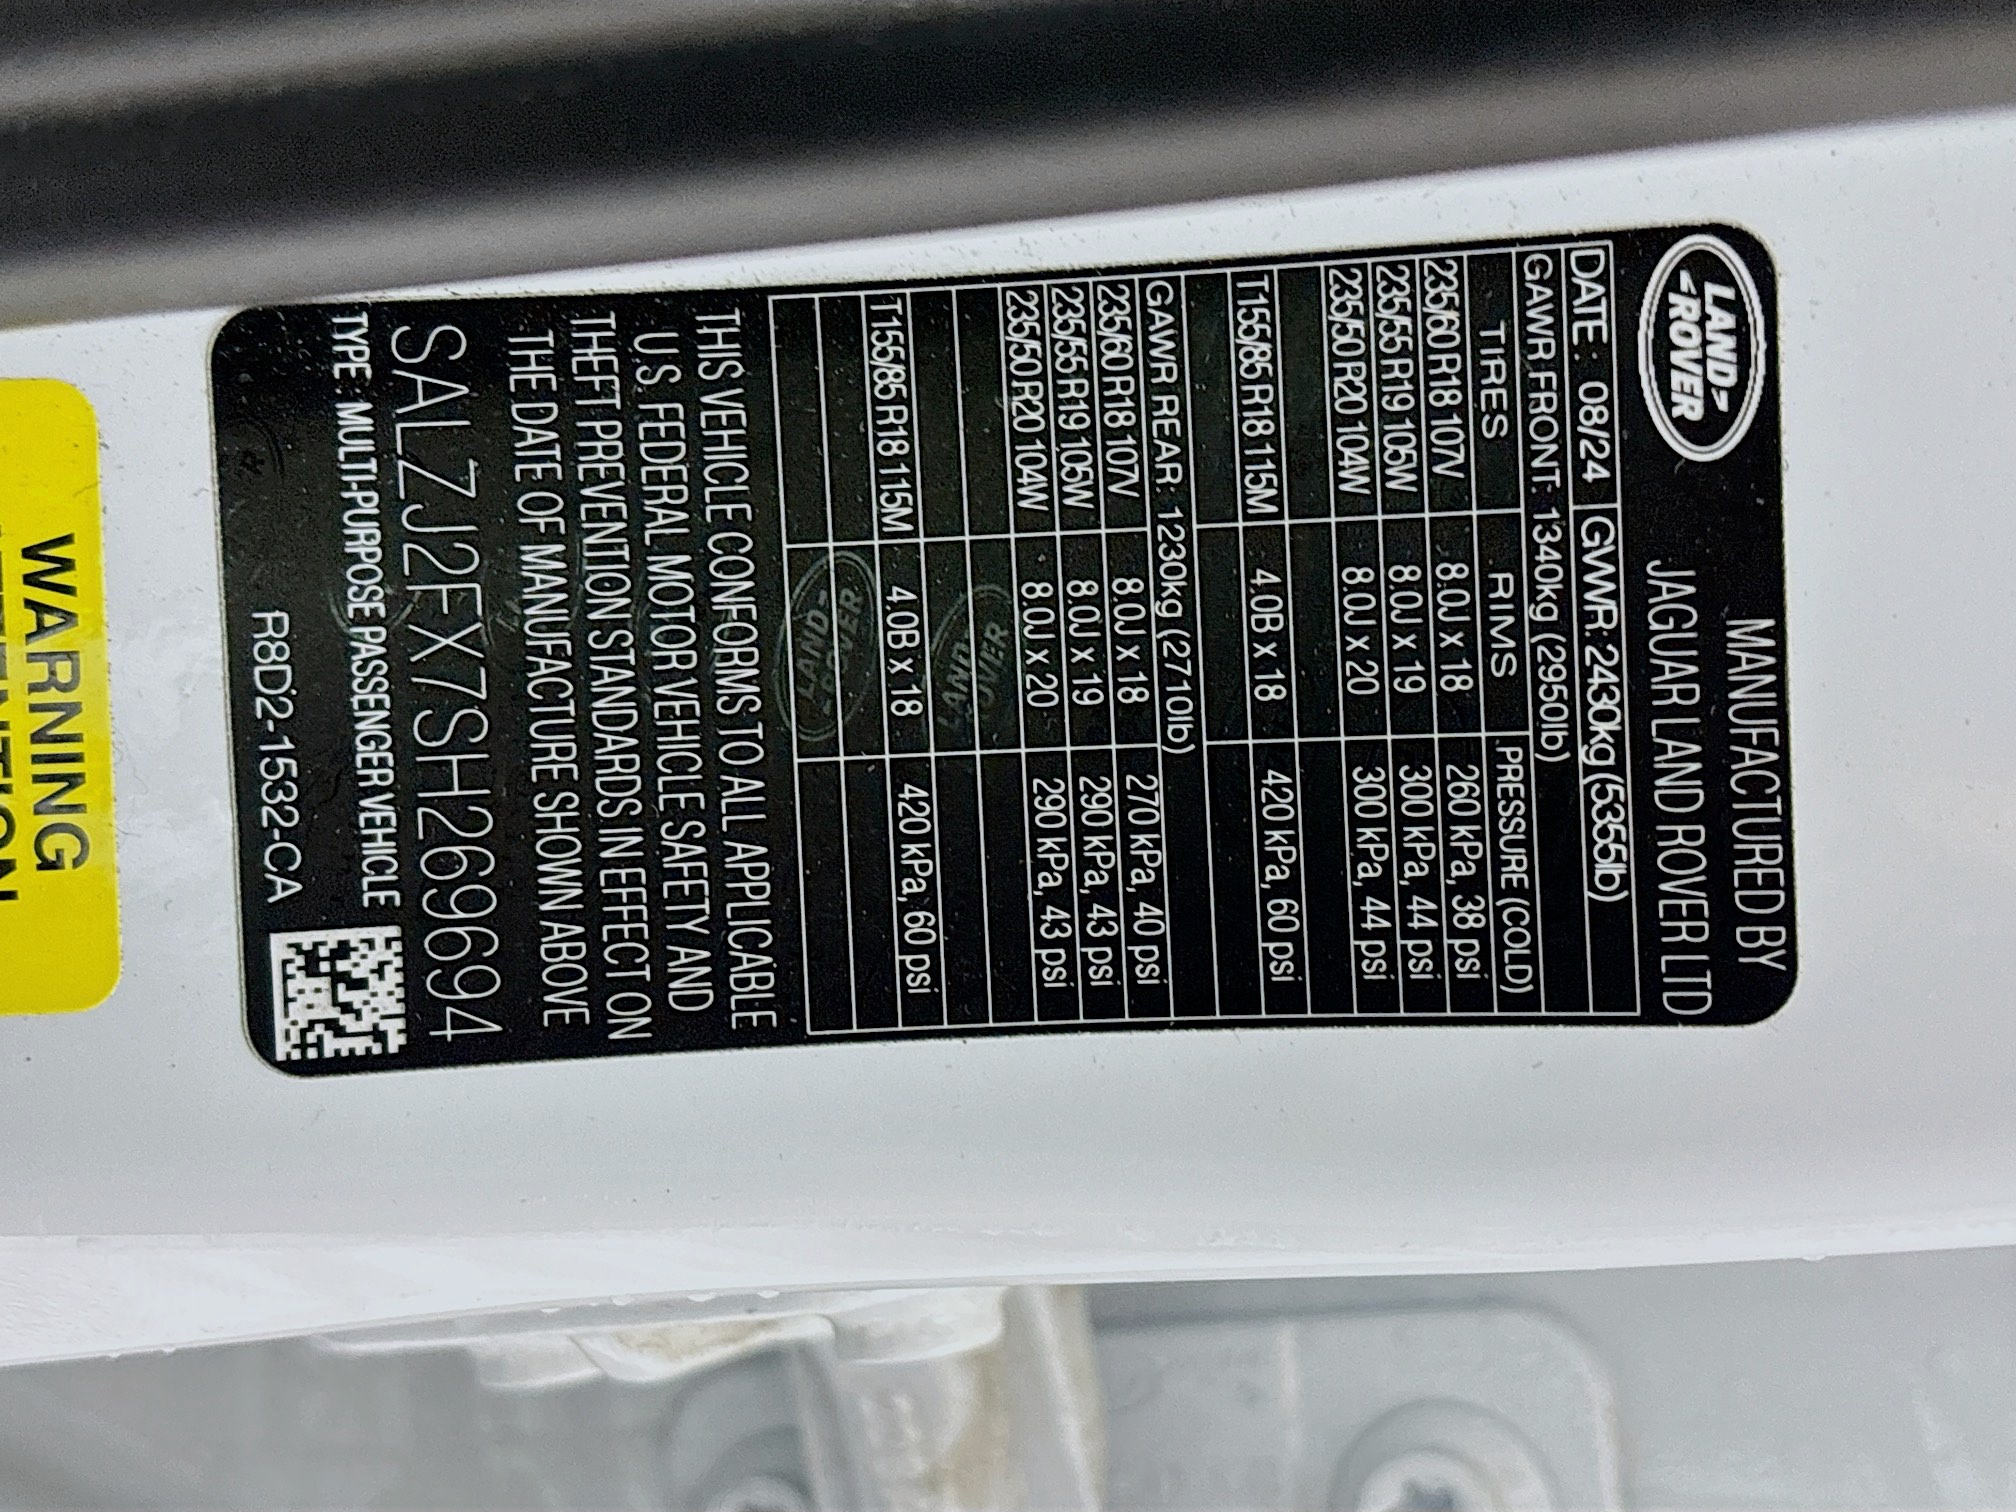 LAND ROVER
MANUFACTURED BY
JAGUAR LAND ROVER LTD
DATE : 08/24 GWWR: 2430kg (5355lb)
GAWR FRONT: 1340kg (2950lb)
TIRES RIMS PRESSURE (COLD)
235/60 R18 107V 8.0J x 18 260 kPa, 38 psi
235/55 R19 105W 8.0J x 19 300 kPa, 44 psi
235/50 R20 104W 8.0J x 20 300 kPa, 44 psi
T155/85 R18 115M 4.0B x 18 420 kPa, 60 psi
GAWR REAR: 1230kg (2710lb)
235/60 R18 107V 8.0J x 18 270 kPa, 40 psi
235/55 R19 105W 8.0J x 19 290 kPa, 43 psi
235/50 R20 104W 8.0J x 20 290 kPa, 43 psi
T155/85 R18 115M 4.0B x 18 420 kPa, 60 psi
LAND ROVER
LAND ROVER
THIS VEHICLE CONFORMS TO ALL APPLICABLE
U.S. FEDERAL MOTOR VEHICLE SAFETY AND
THEFT PREVENTION STANDARDS IN EFFECT ON
THE DATE OF MANUFACTURE SHOWN ABOVE
SALZJ2FX7SH269694
TYPE : MULTI-PURPOSE PASSENGER VEHICLE
R8D2-1532-CA
WARNING